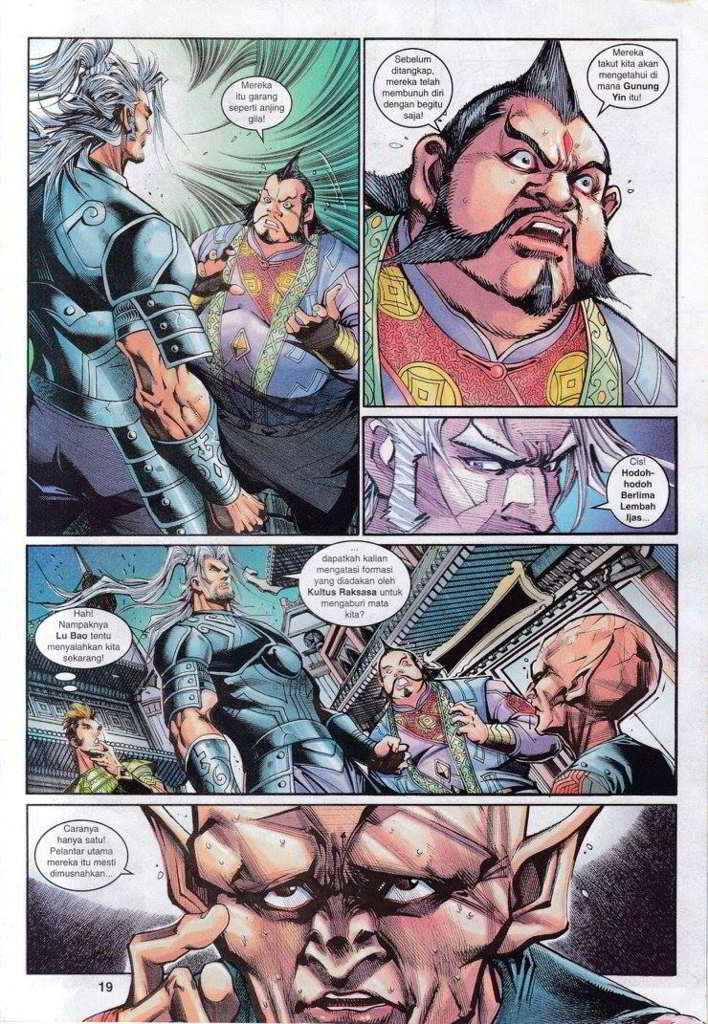 Mereka
itu garang
seperti anjing
gila!
Sebelum
ditangkap,
mereka telah
membunuh diri
dengan begitu
saja!
Mereka
takut kita akan
mengetahui di
mana Gunung
Yin itu!
Cis!
Hodoh-
hodoh
Berlima
Lembah
Ijas...
Hah!
Nampaknya
Lu Bao tentu
menyalahkan kita
sekarang!
...
dapatkah kalian
mengatasi formasi
yang diadakan oleh
Kultus Raksasa untuk
mengaburi mata
kita?
Caranya
hanya satu!
Pelantar utama
mereka itu mesti
dimusnahkan...
19